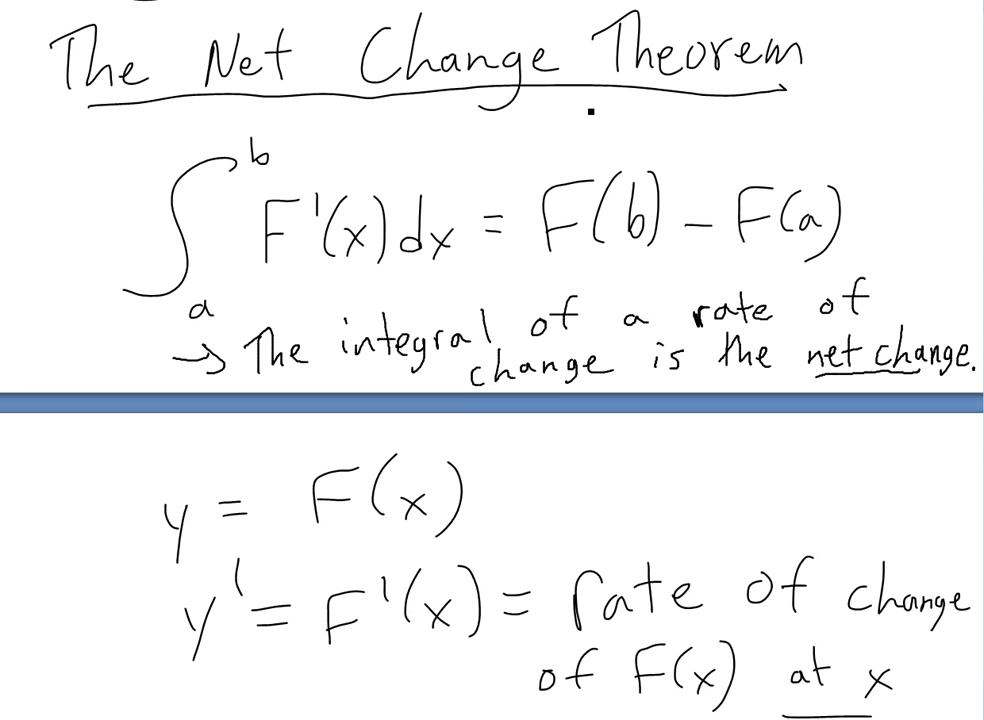 The Net Change Theorem
∫_a^b F'(x)dx = F(b) - F(a)
→ The integral of a rate of
change is the net change.
y = F(x)
y' = F'(x) = rate of change
of F(x) at x